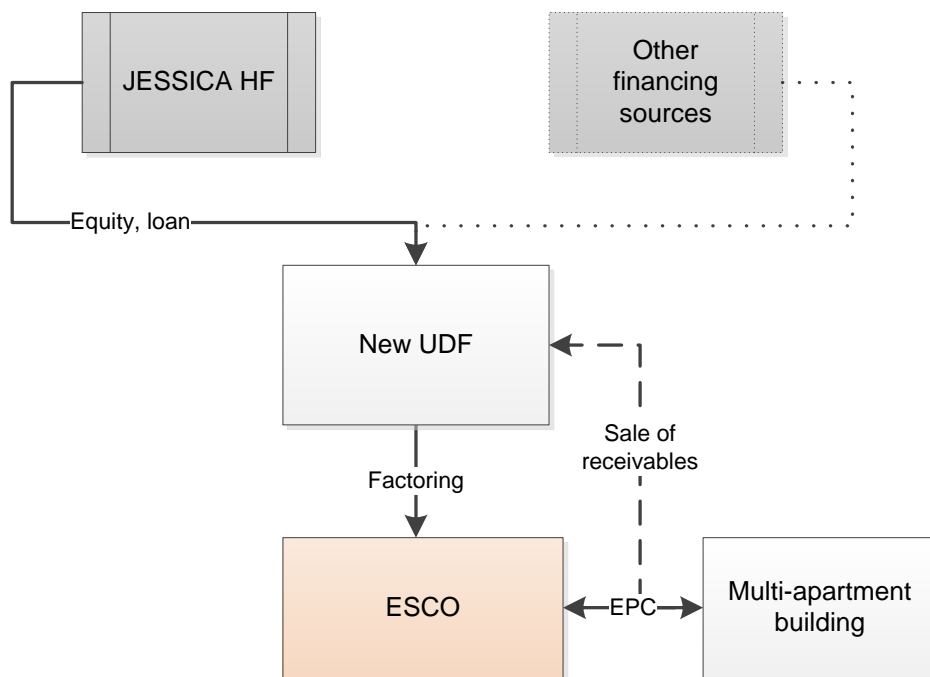 JESSICA HF
Other
financing
sources
Equity, loan
New UDF
Sale of
receivables
Factoring
ESCO
EPC
Multi-apartment
building